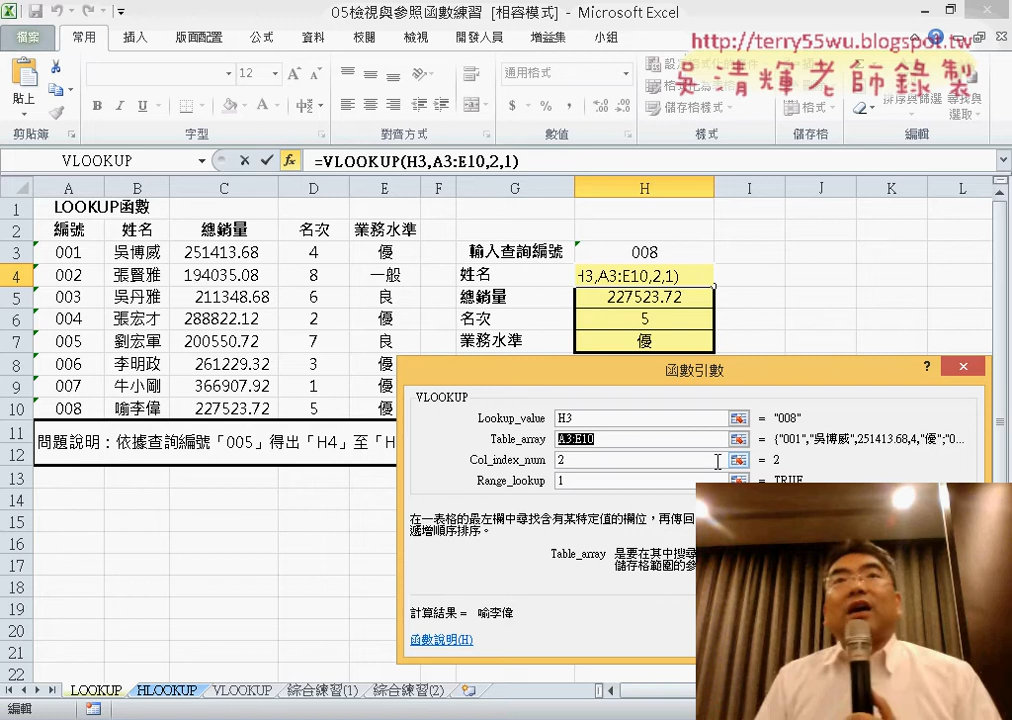 05檢視與參照函數練習 [相容模式] - Microsoft Excel
檔案 常用 插入 版面配置 公式 資料 校閱 檢視 開發人員 增益集 小組
http://terry55wu.blogspot.tw
吳清輝老師錄製
貼上 12 通用格式 儲存格樣式 格式 排序與篩選 尋找與
選取
剪貼簿 字型 對齊方式 數值 樣式 儲存格 編輯
VLOOKUP =VLOOKUP(H3,A3:E10,2,1)
A B C D E F G H I J K L
1 LOOKUP函數
2 編號 姓名 總銷量 名次 業務水準
3 001 吳博威 251413.68 4 優 輸入查詢編號 008
4 002 張賢雅 194035.08 8 一般 姓名 H3,A3:E10,2,1)
5 003 吳丹雅 211348.68 6 良 總銷量 227523.72
6 004 張宏才 288822.12 2 優 名次 5
7 005 劉宏軍 200550.72 7 良 業務水準 優
8 006 李明政 261229.32 3 優
9 007 牛小剛 366907.92 1 優
10 008 喻李偉 227523.72 5 優
11
12 問題說明：依據查詢編號「005」得出「H4」至「H
13
14
15
16
17
18
19
20
21
22
函數引數
VLOOKUP
Lookup_value H3 = "008"
Table_array A3:E10 = {"001","吳博威",251413.68,4,"優";"0...
Col_index_num 2 = 2
Range_lookup 1 = TRUE
在一表格的最左欄中尋找含有某特定值的欄位，再傳回
遞增順序排序。
Table_array 是要在其中搜尋
儲存格範圍的參
計算結果 = 喻李偉
函數說明(H)
LOOKUP HLOOKUP VLOOKUP 綜合練習(1) 綜合練習(2)
編輯